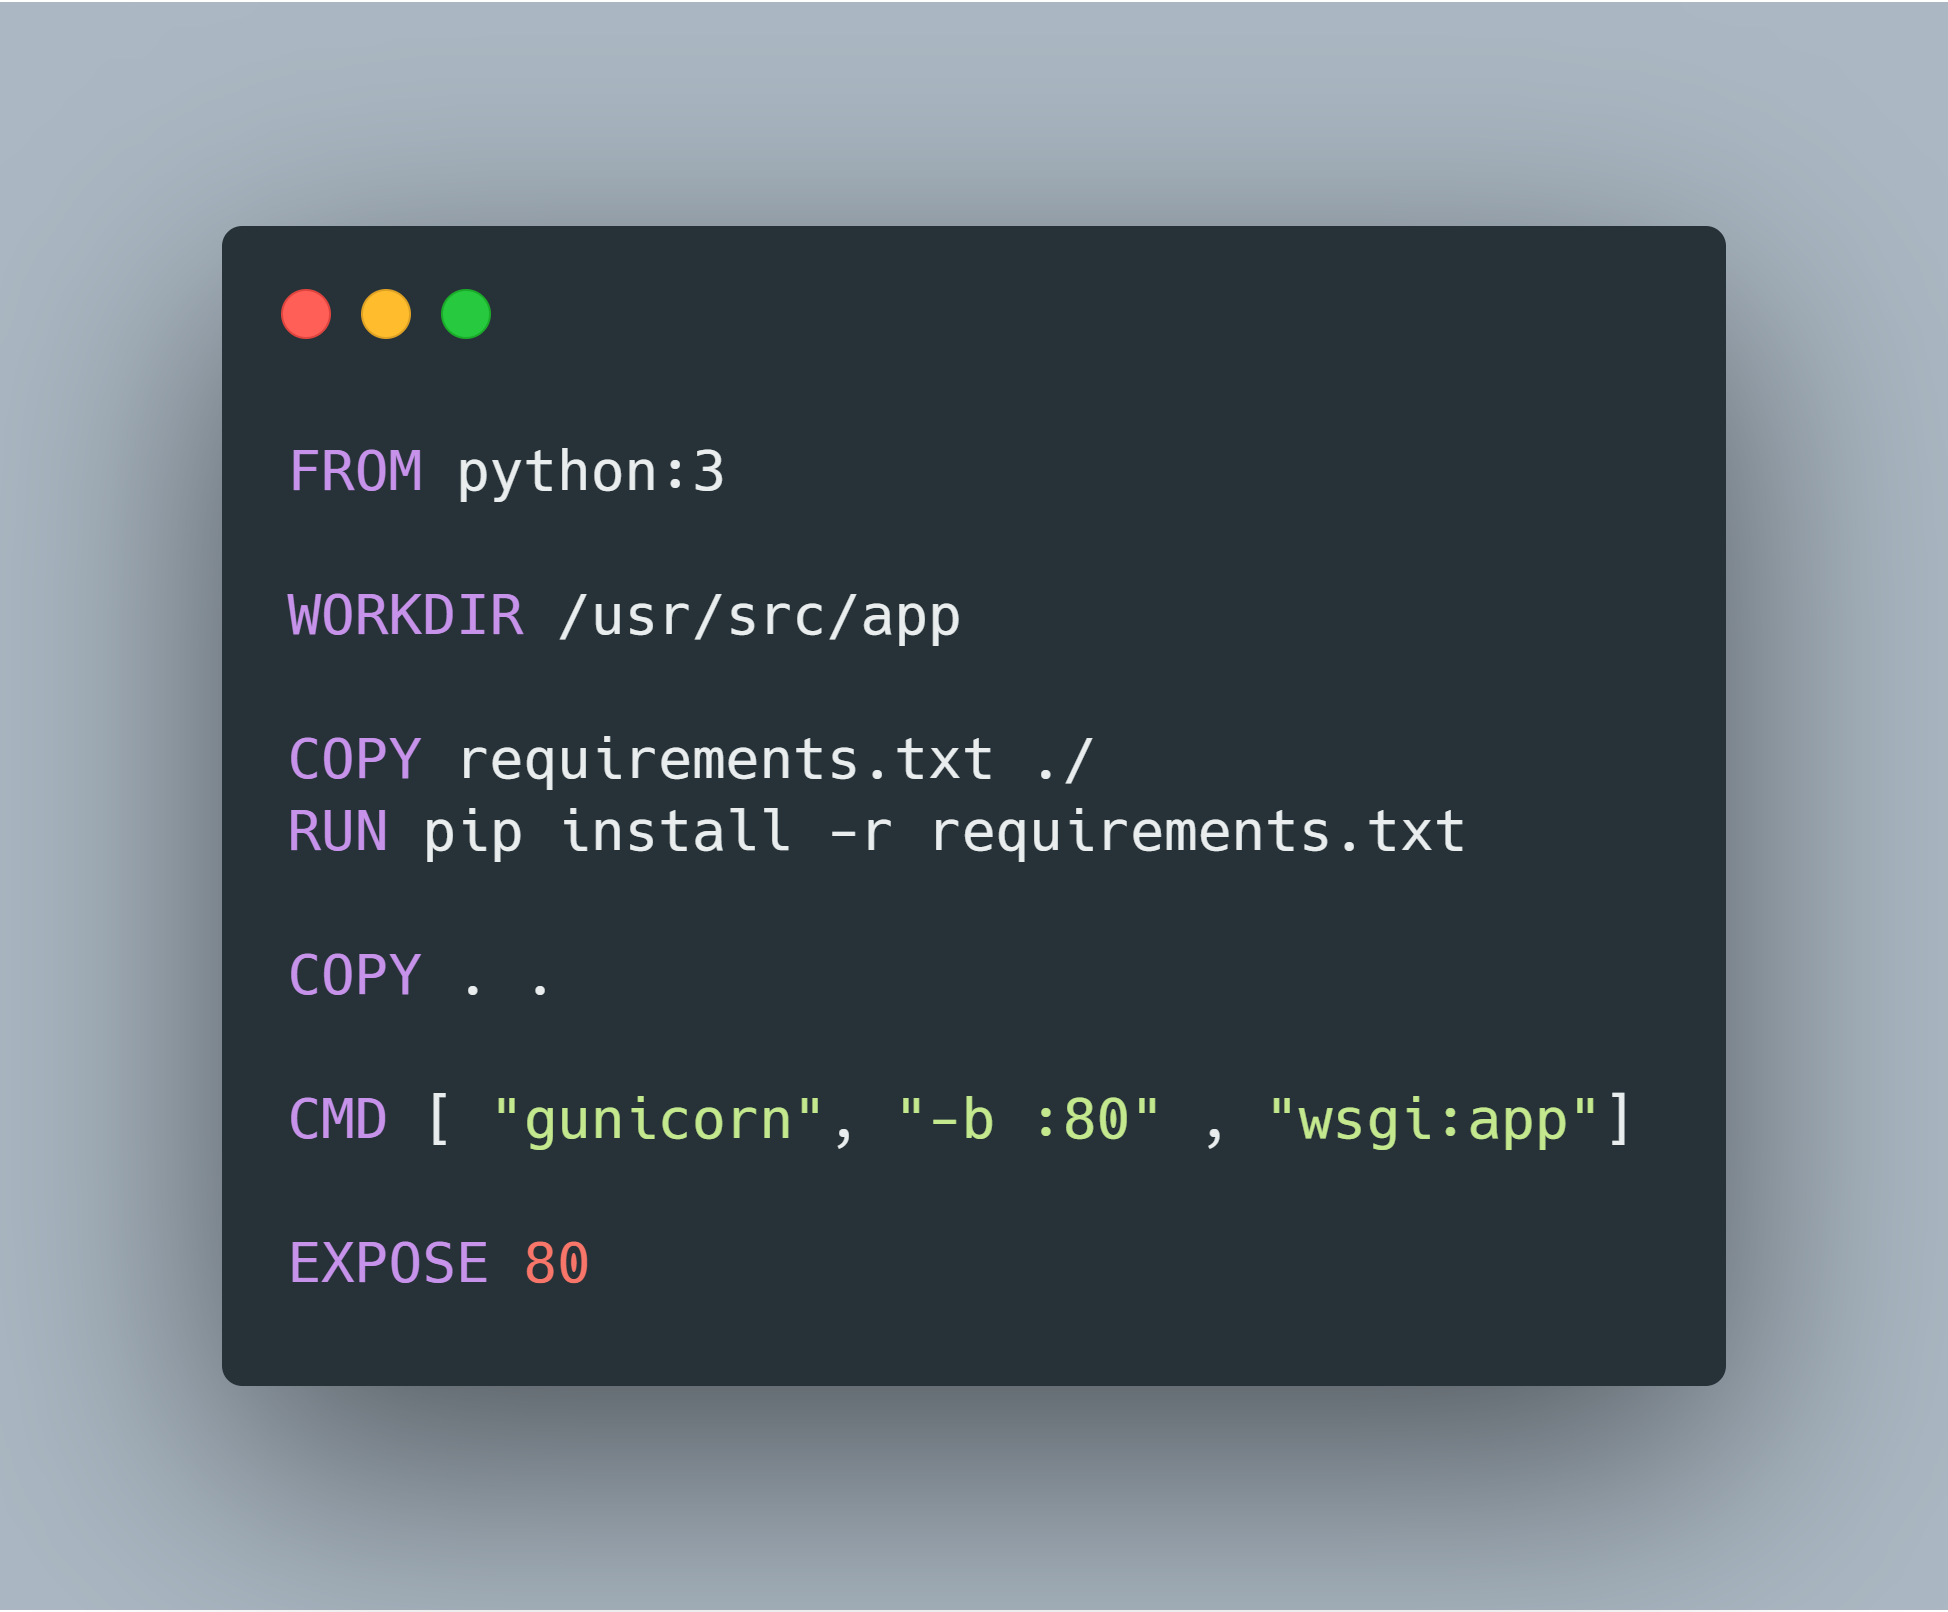 FROM python:3
WORKDIR /usr/src/app
COPY requirements.txt ./
RUN pip install -r requirements.txt
COPY . .
CMD [ "gunicorn", "-b :80" , "wsgi:app"]
EXPOSE 80